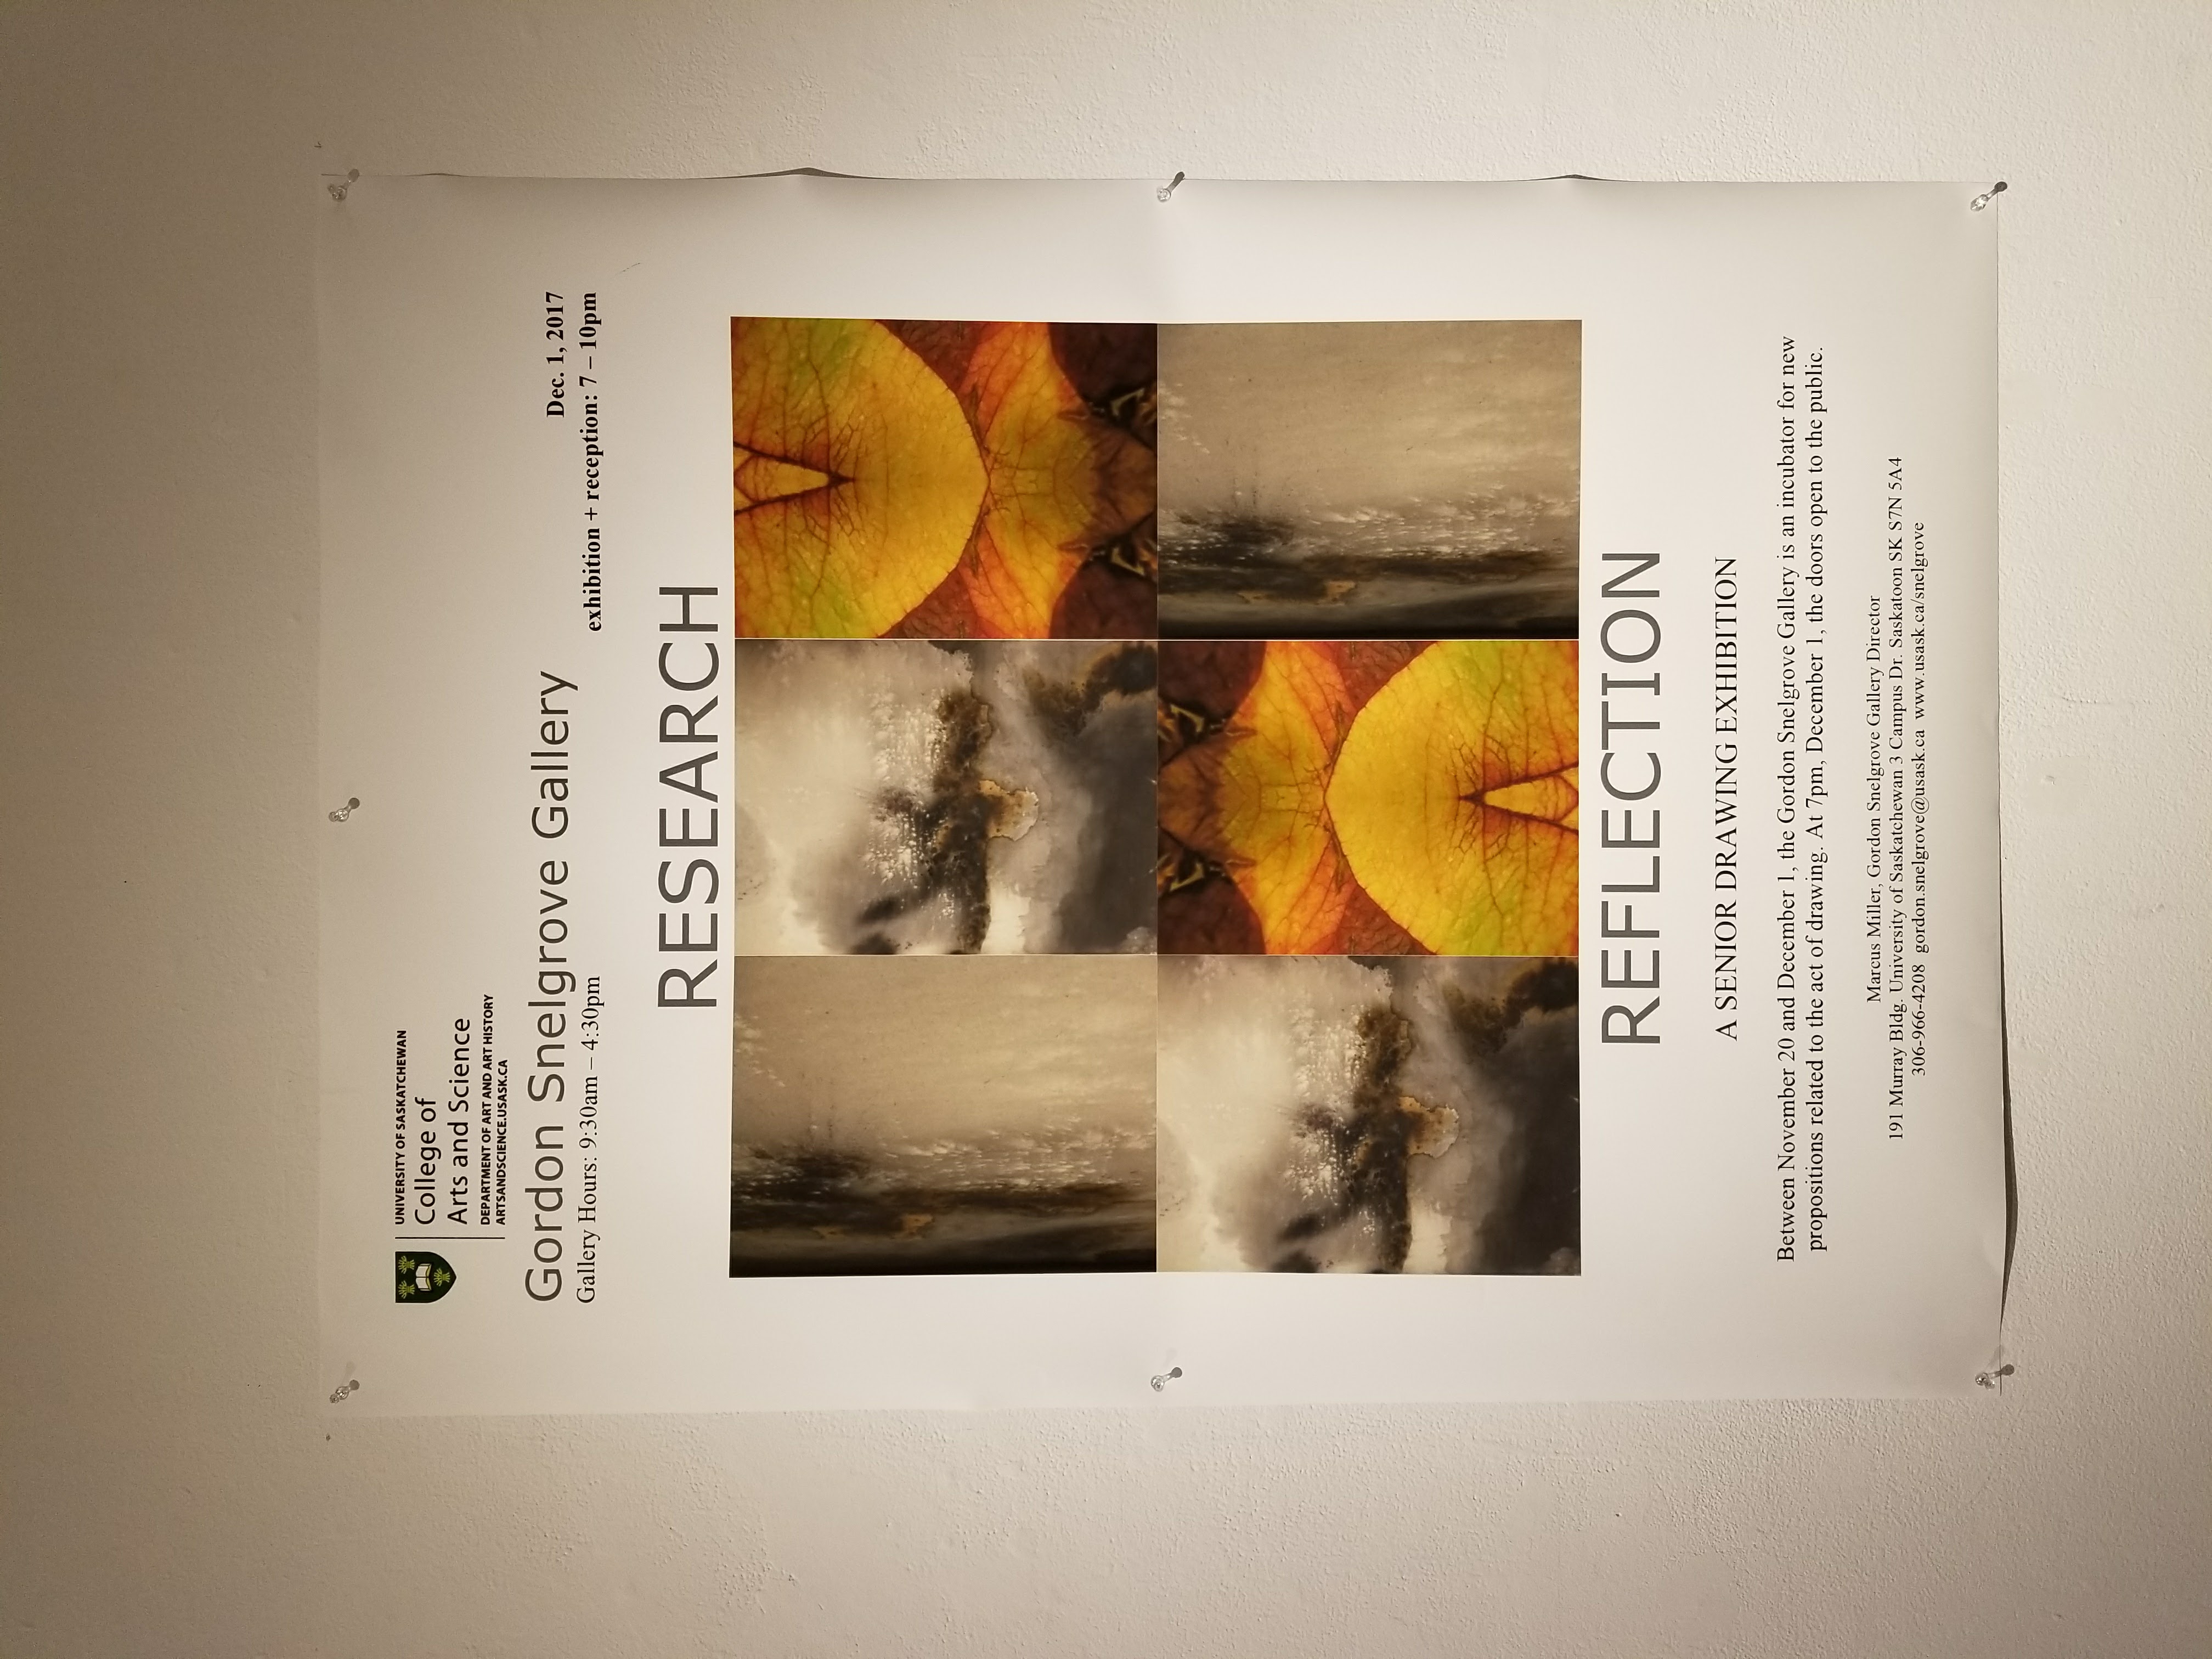 UNIVERSITY OF SASKATCHEWAN
College of
Arts and Science
DEPARTMENT OF ART AND ART HISTORY
ARTSANDSCIENCE.USASK.CA
Gordon Snelgrove Gallery
Gallery Hours: 9:30am – 4:30pm
Dec. 1, 2017
exhibition + reception: 7 – 10pm
RESEARCH
REFLECTION
A SENIOR DRAWING EXHIBITION
Between November 20 and December 1, the Gordon Snelgrove Gallery is an incubator for new
propositions related to the act of drawing. At 7pm, December 1, the doors open to the public.
Marcus Miller, Gordon Snelgrove Gallery Director
191 Murray Bldg. University of Saskatchewan 3 Campus Dr. Saskatoon SK S7N 5A4
306-966-4208 gordon.snelgrove@usask.ca www.usask.ca/snelgrove